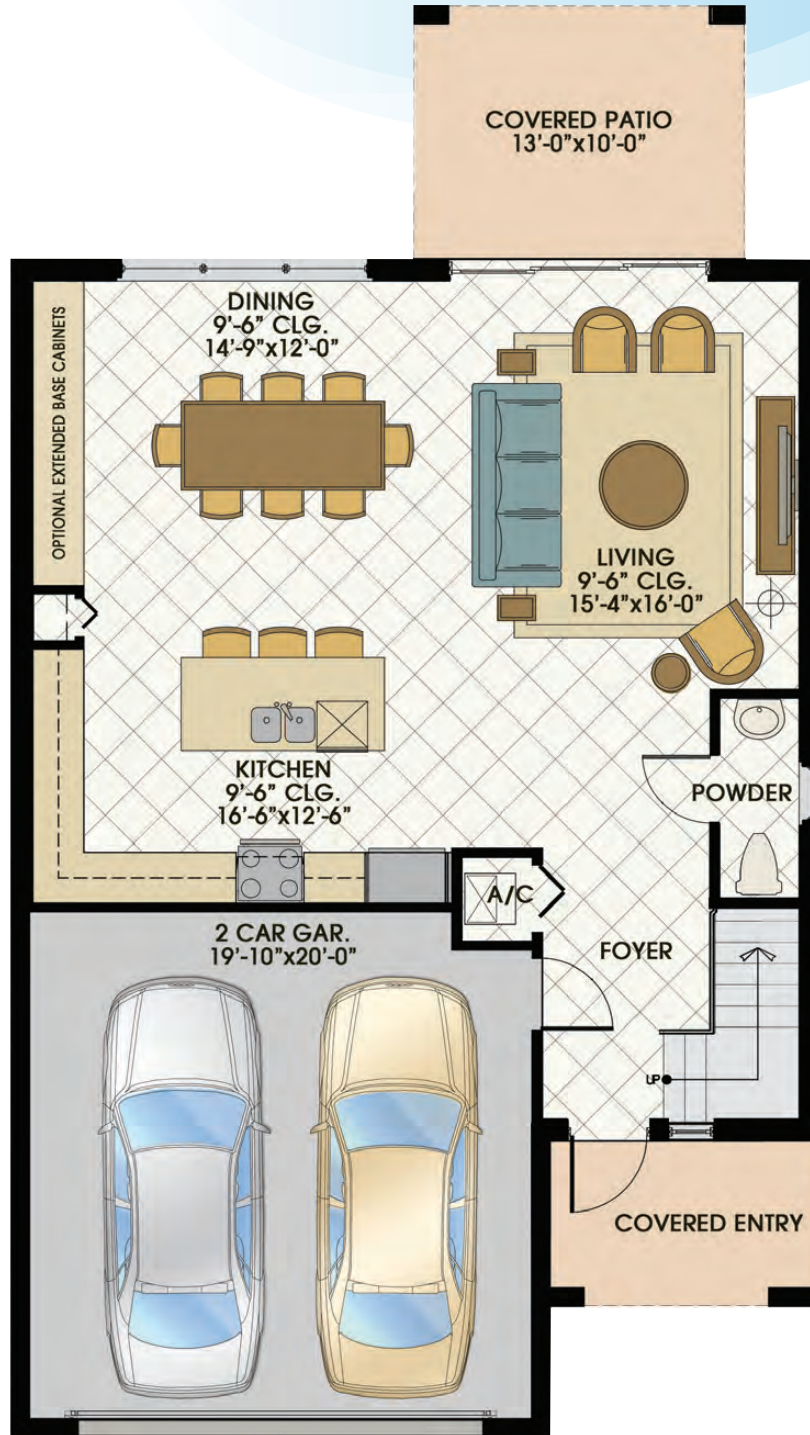 COVERED PATIO
13'-0"x10'-0"
DINING
9'-6" CLG.
14'-9"x12'-0"
OPTIONAL EXTENDED BASE CABINETS
LIVING
9'-6" CLG.
15'-4"x16'-0"
KITCHEN
9'-6" CLG.
16'-6"x12'-6"
POWDER
A/C
2 CAR GAR.
19'-10"x20'-0"
FOYER
UP
COVERED ENTRY